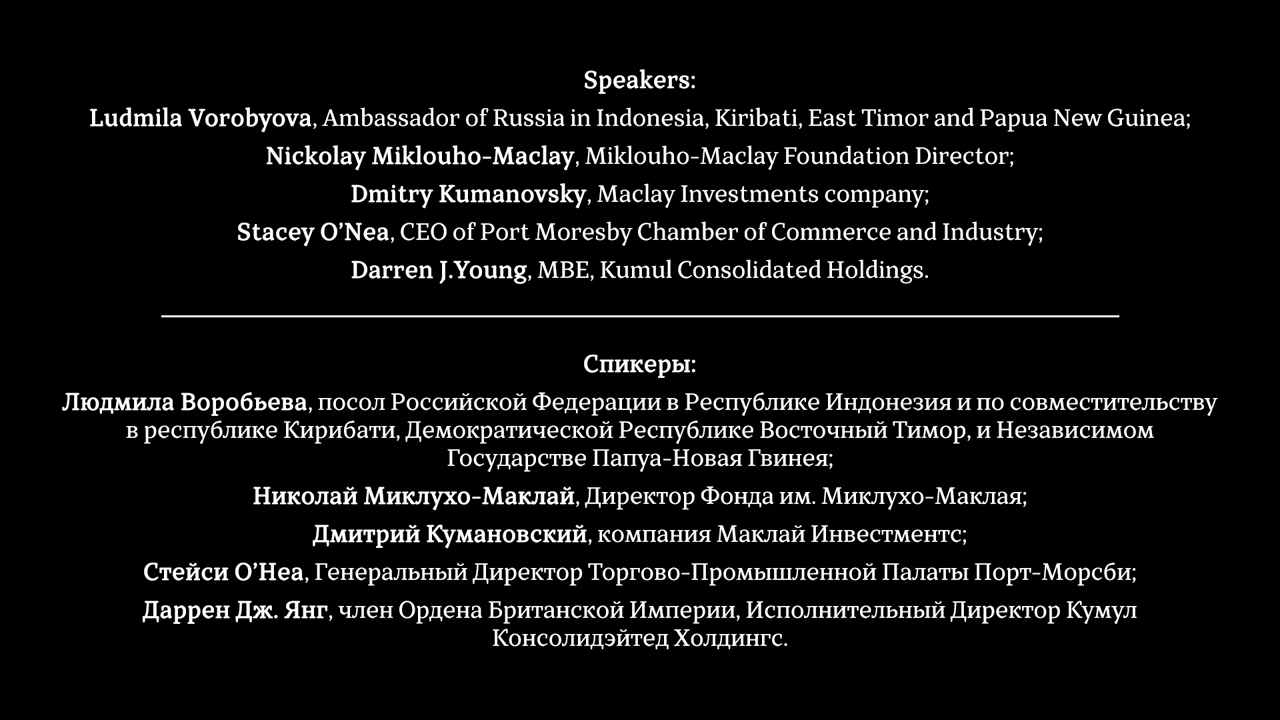 Speakers:
Ludmila Vorobyova, Ambassador of Russia in Indonesia, Kiribati, East Timor and Papua New Guinea;
Nickolay Miklouho-Maclay, Miklouho-Maclay Foundation Director;
Dmitry Kumanovsky, Maclay Investments company;
Stacey O’Nea, CEO of Port Moresby Chamber of Commerce and Industry;
Darren J.Young, MBE, Kumul Consolidated Holdings.
Спикеры:
Людмила Воробьева, посол Российской Федерации в Республике Индонезия и по совместительству
в республике Кирибати, Демократической Республике Восточный Тимор, и Независимом
Государстве Папуа-Новая Гвинея;
Николай Миклухо-Маклай, Директор Фонда им. Миклухо-Маклая;
Дмитрий Кумановский, компания Маклай Инвестментс;
Стейси О’Неа, Генеральный Директор Торгово-Промышленной Палаты Порт-Морсби;
Даррен Дж. Янг, член Ордена Британской Империи, Исполнительный Директор Кумул
Консолидэйтед Холдингс.